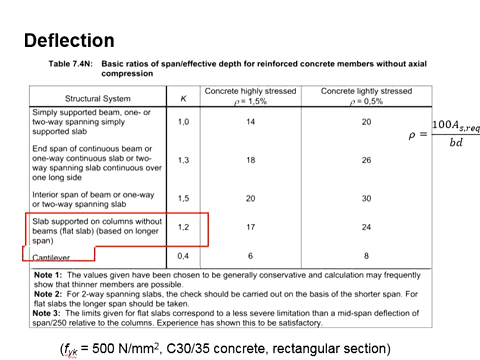 Deflection
Table 7.4N: Basic ratios of span/effective depth for reinforced concrete members without axial
compression
Structural System K Concrete highly stressed ρ = 1,5% Concrete lightly stressed ρ = 0,5%
Simply supported beam, one- or
two-way spanning simply
supported slab 1,0 14 20
ρ = 100A_{s,req} / bd
End span of continuous beam or
one-way continuous slab or two-
way spanning slab continuous over
one long side 1,3 18 26
Interior span of beam or one-way
or two-way spanning slab 1,5 20 30
Slab supported on columns without
beams (flat slab) (based on longer
span) 1,2 17 24
Cantilever 0,4 6 8
Note 1: The values given have been chosen to be generally conservative and calculation may frequently
show that thinner members are possible.
Note 2: For 2-way spanning slabs, the check should be carried out on the basis of the shorter span. For
flat slabs the longer span should be taken.
Note 3: The limits given for flat slabs correspond to a less severe limitation than a mid-span deflection of
span/250 relative to the columns. Experience has shown this to be satisfactory.
(fyk = 500 N/mm², C30/35 concrete, rectangular section)